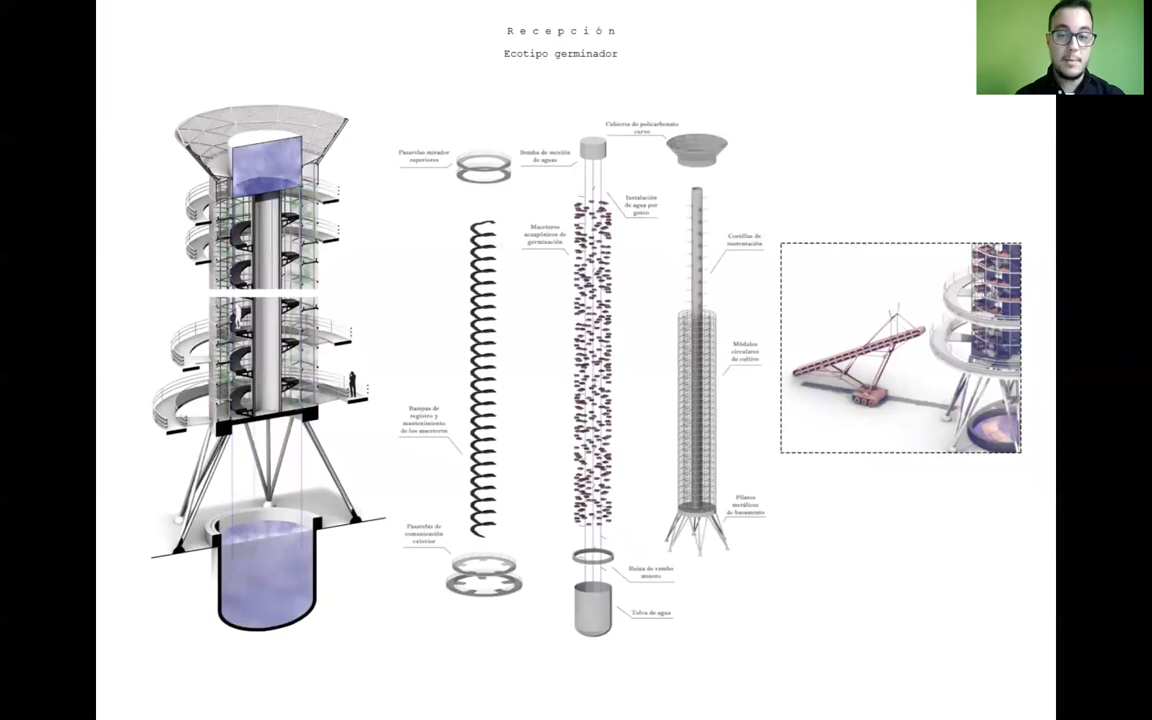 Recepción
Ecotipo germinador
Cubierta de policarbonato
curvo
Pasarelas mirador
superiores
Bomba de succión
de aguas
Instalación
de agua por
goteo
Maceteros
acuapónicos de
germinación
Costillas de
sustentación
Módulos
circulares
de cultivo
Rampas de
registro y
mantenimiento
de los maceteros
Pilares
metálicos
de basamento
Pasarelas de
comunicación
exterior
minero
Tolva de agua